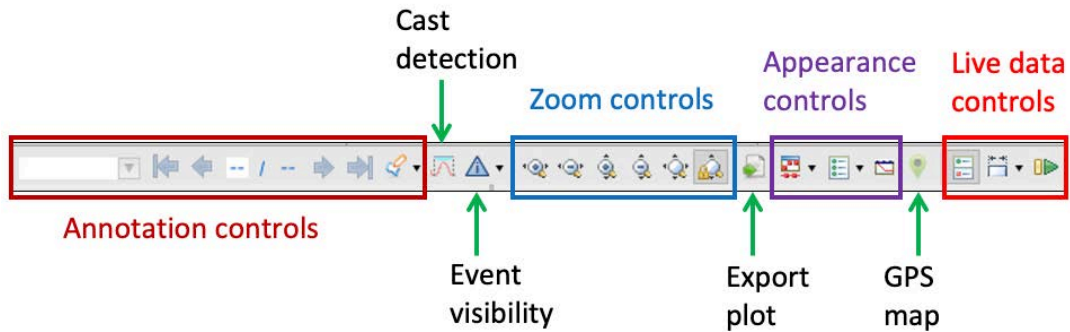 Cast
detection
Appearance
controls
Live data
controls
Zoom controls
-- / --
Annotation controls
Event
visibility
Export
plot
GPS
map